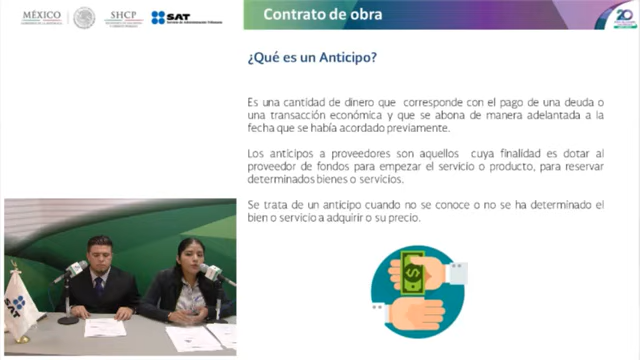 MÉXICO
SHCP
SAT
Contrato de obra
20
¿Qué es un Anticipo?
Es una cantidad de dinero que corresponde con el pago de una deuda o
una transacción económica y que se abona de manera adelantada a la
fecha que se había acordado previamente.
Los anticipos a proveedores son aquellos cuya finalidad es dotar al
proveedor de fondos para empezar el servicio o producto, para reservar
determinados bienes o servicios.
Se trata de un anticipo cuando no se conoce o no se ha determinado el
bien o servicio a adquirir o su precio.
SAT